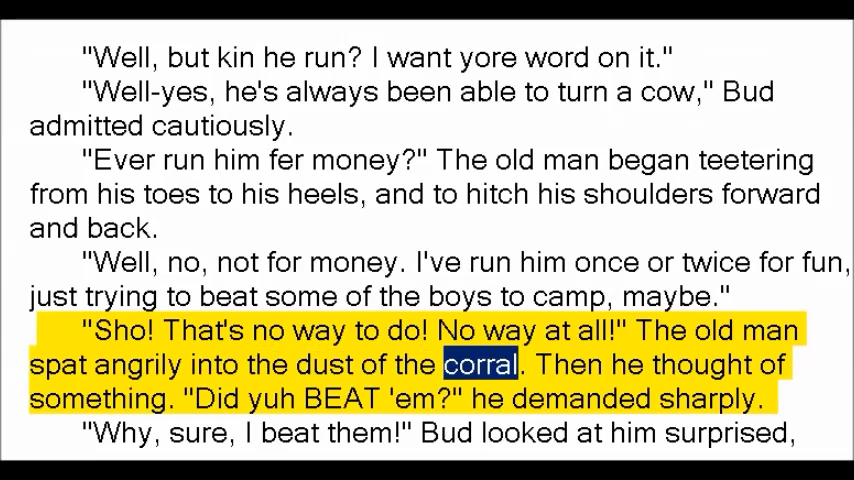 "Well, but kin he run? I want yore word on it."
"Well-yes, he's always been able to turn a cow," Bud
admitted cautiously.
"Ever run him fer money?" The old man began teetering
from his toes to his heels, and to hitch his shoulders forward
and back.
"Well, no, not for money. I've run him once or twice for fun,
just trying to beat some of the boys to camp, maybe."
"Sho! That's no way to do! No way at all!" The old man
spat angrily into the dust of the corral. Then he thought of
something. "Did yuh BEAT 'em?" he demanded sharply.
"Why, sure, I beat them!" Bud looked at him surprised,